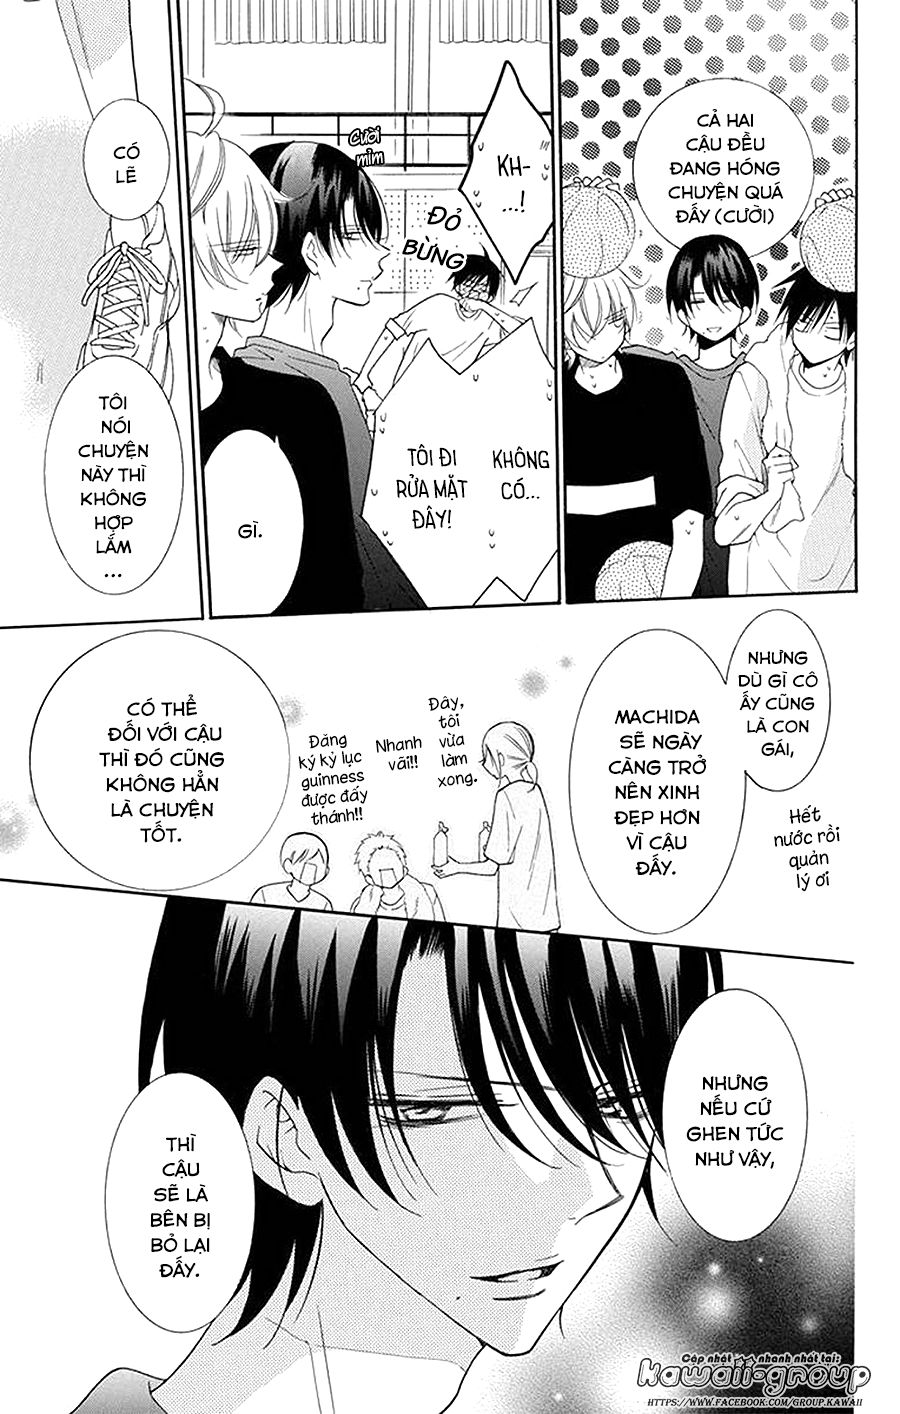 CẢ HAI
CẬU ĐỀU
ĐANG HÓNG
CHUYỆN QUÁ
ĐẤY (CƯỜI)
KH-
...!
Cười
mỉm
ĐỎ
BỪNG
KHÔNG
CÓ...
TÔI ĐI
RỬA MẶT
ĐÂY!
GÌ.
CÓ
LẼ
TÔI
NÓI
CHUYỆN
NÀY THÌ
KHÔNG
HỢP
LẮM
...
NHƯNG
DÙ GÌ CÔ
ẤY CŨNG
LÀ CON
GÁI,
MACHIDA
SẼ NGÀY
CÀNG TRỞ
NÊN XINH
ĐẸP HƠN
VÌ CẬU
ĐẤY.
Hết
nước rồi
quản
lý ơi
Đây,
tôi
vừa
làm
xong.
Nhanh
vãi!!
Đăng
ký kỷ lục
guinness
được đấy
thánh!!
CÓ THỂ
ĐỐI VỚI CẬU
THÌ ĐÓ CŨNG
KHÔNG HẲN
LÀ CHUYỆN
TỐT.
NHƯNG
NẾU CỨ
GHEN TỨC
NHƯ VẬY,
THÌ
CẬU
SẼ LÀ
BÊN BỊ
BỎ LẠI
ĐẤY.
Cập nhật nhanh nhất tại:
kawaii-group
HTTPS://WWW.FACEBOOK.COM/GROUP.KAWAII